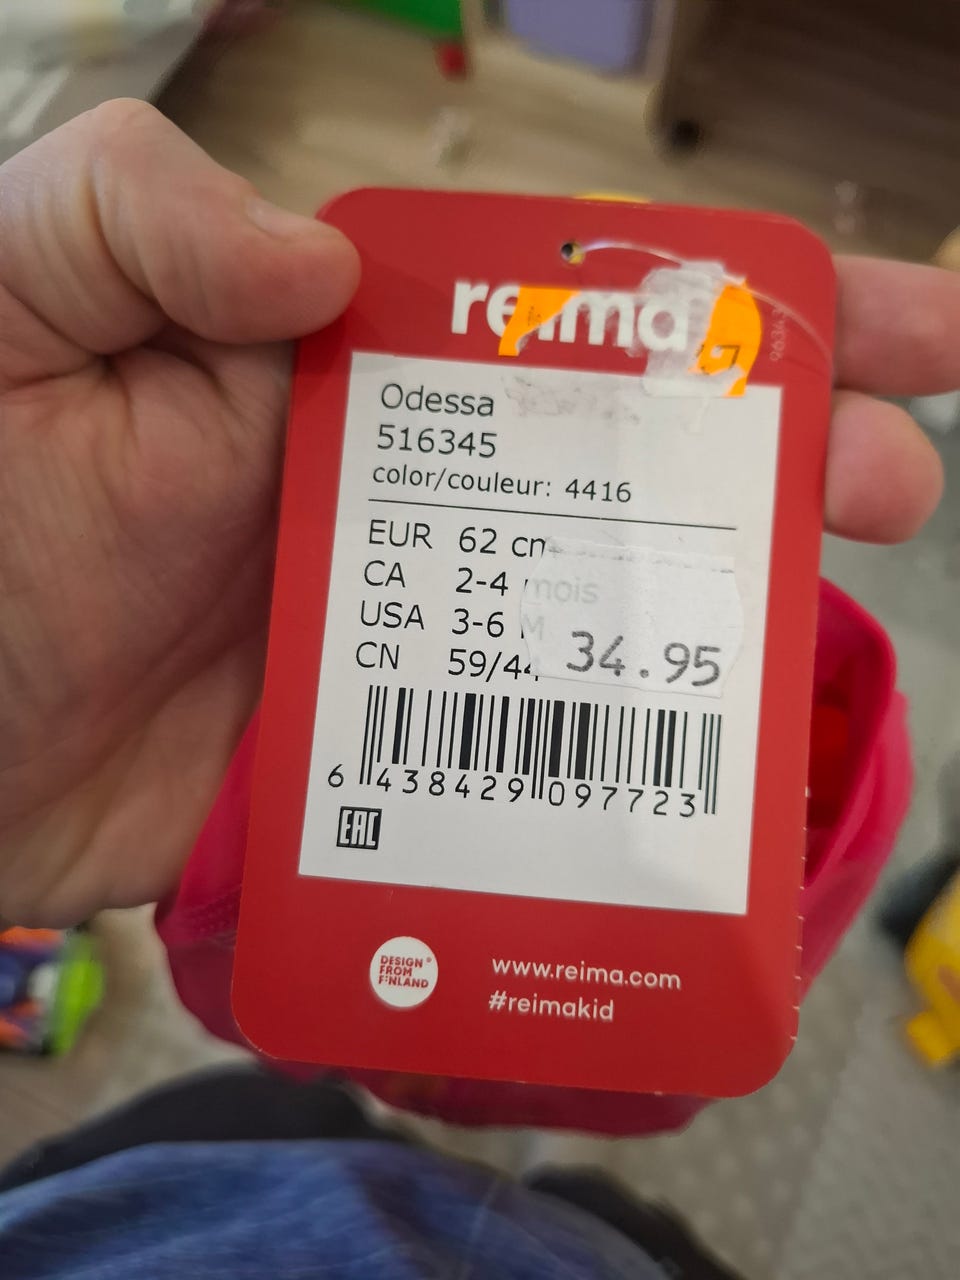 reima
96343
Odessa
516345
color/couleur: 4416
EUR 62 cm
CA 2-4 mois
USA 3-6 M
CN 59/44
34.95
6 438429 097723
EAC
DESIGN
FROM
FINLAND
www.reima.com
#reimakid